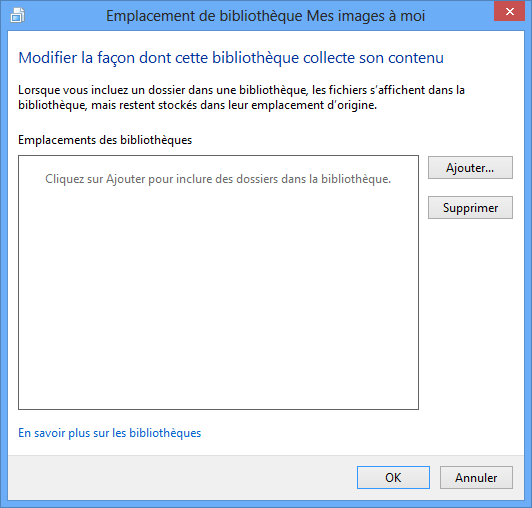 Emplacement de bibliothèque Mes images à moi
Modifier la façon dont cette bibliothèque collecte son contenu
Lorsque vous incluez un dossier dans une bibliothèque, les fichiers s’affichent dans la
bibliothèque, mais restent stockés dans leur emplacement d’origine.
Emplacements des bibliothèques
Cliquez sur Ajouter pour inclure des dossiers dans la bibliothèque.
Ajouter...
Supprimer
En savoir plus sur les bibliothèques
OK
Annuler